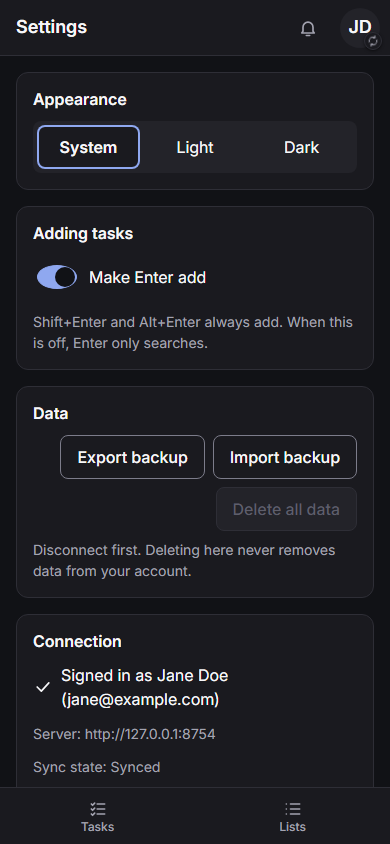 Settings
JD
Appearance
System Light Dark
Adding tasks
Make Enter add
Shift+Enter and Alt+Enter always add. When this
is off, Enter only searches.
Data
Export backup Import backup
Delete all data
Disconnect first. Deleting here never removes
data from your account.
Connection
Signed in as Jane Doe
(jane@example.com)
Server: http://127.0.0.1:8754
Sync state: Synced
Tasks Lists